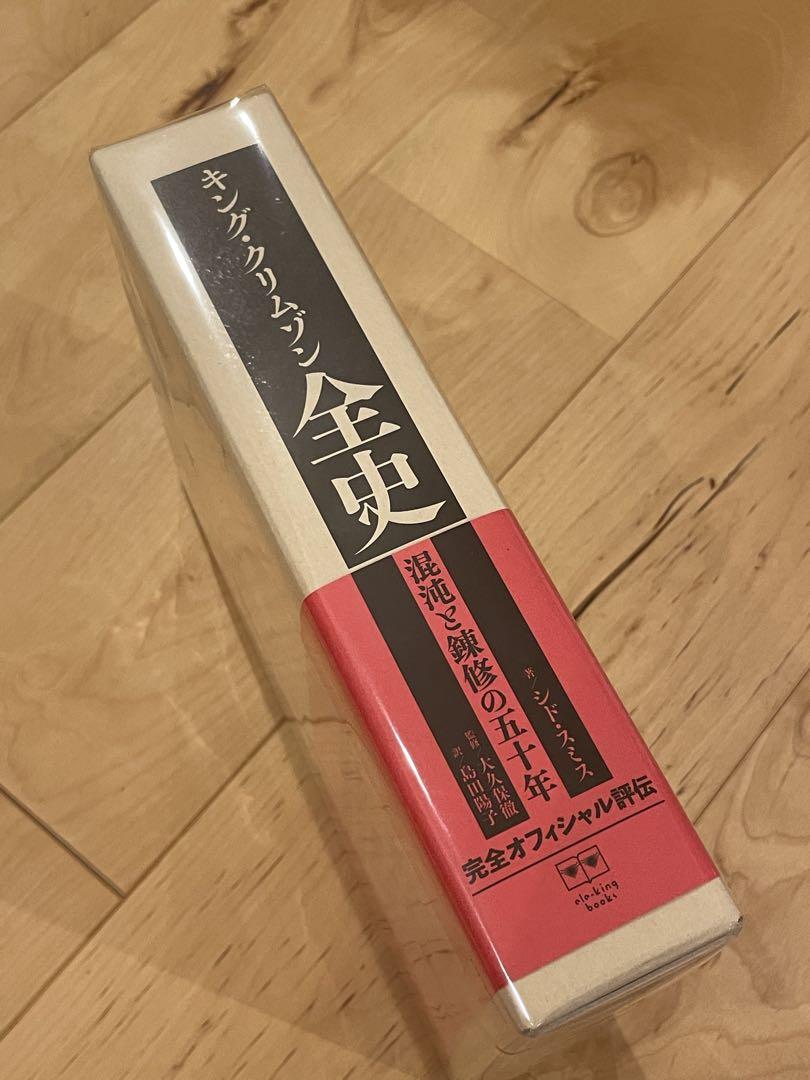 キング・クリムゾン
全史
混沌と錬修の五十年
著／シド・スミス
監修／大久保徹
訳／島田陽子
完全オフィシャル評伝
ele-king
books